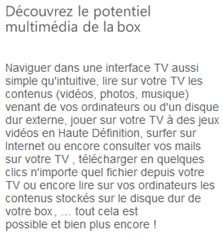 Découvrez le potentiel
multimédia de la box
Naviguer dans une interface TV aussi
simple qu'intuitive, lire sur votre TV les
contenus (vidéos, photos, musique)
venant de vos ordinateurs ou d'un disque
dur externe, jouer sur votre TV à des jeux
vidéos en Haute Définition, surfer sur
Internet ou encore consulter vos mails
sur votre TV , télécharger en quelques
clics n'importe quel fichier depuis votre
TV ou encore lire sur vos ordinateurs les
contenus stockés sur le disque dur de
votre box , ... tout cela est
possible et bien plus encore !